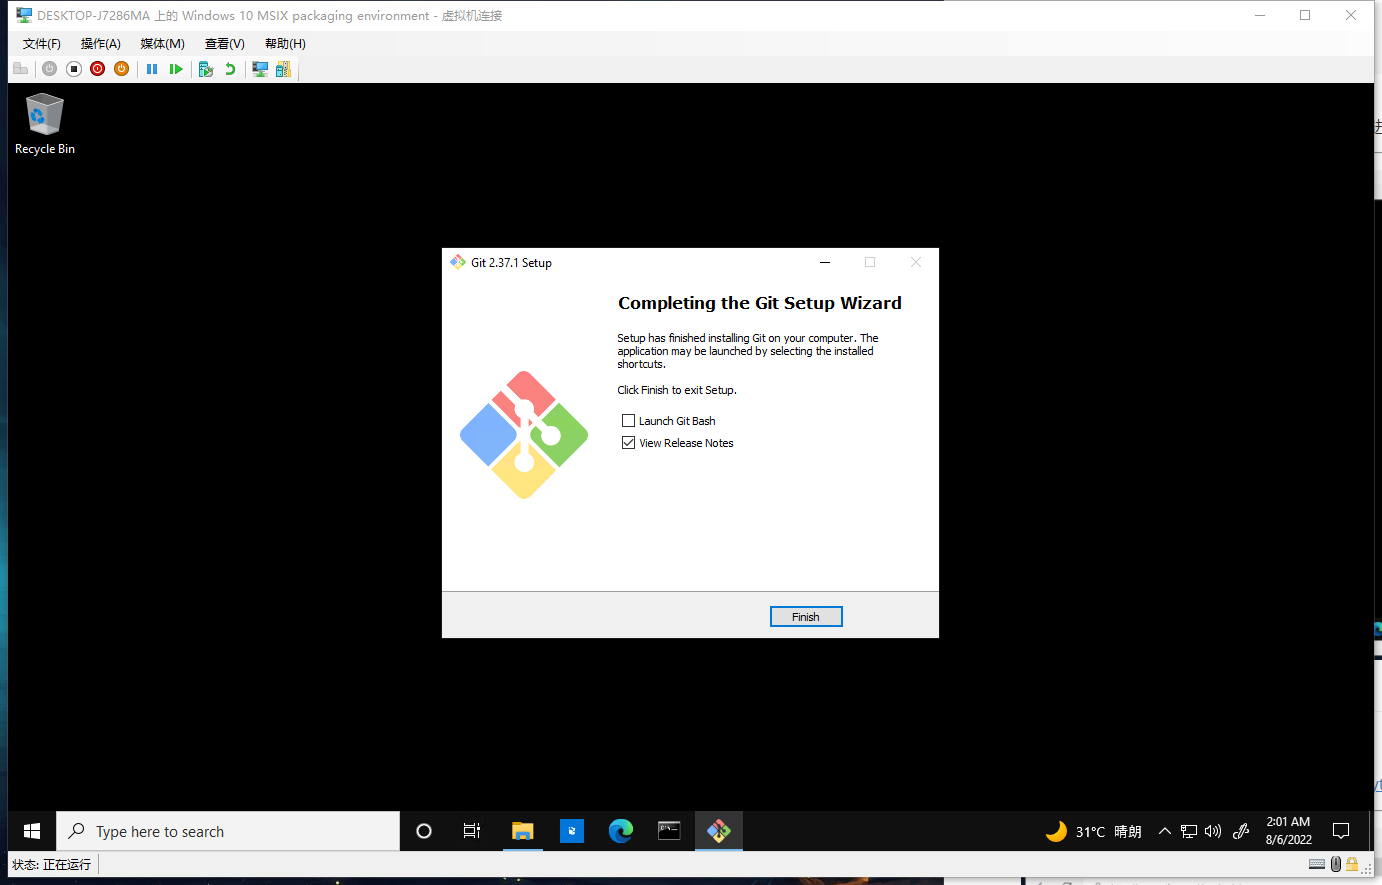 DESKTOP-J7286MA 上的 Windows 10 MSIX packaging environment - 虚拟机连接
文件(F) 操作(A) 媒体(M) 查看(V) 帮助(H)
Recycle Bin
Git 2.37.1 Setup
Completing the Git Setup Wizard
Setup has finished installing Git on your computer. The
application may be launched by selecting the installed
shortcuts.
Click Finish to exit Setup.
Launch Git Bash
View Release Notes
Finish
Type here to search
31°C 晴朗
2:01 AM
8/6/2022
状态: 正在运行